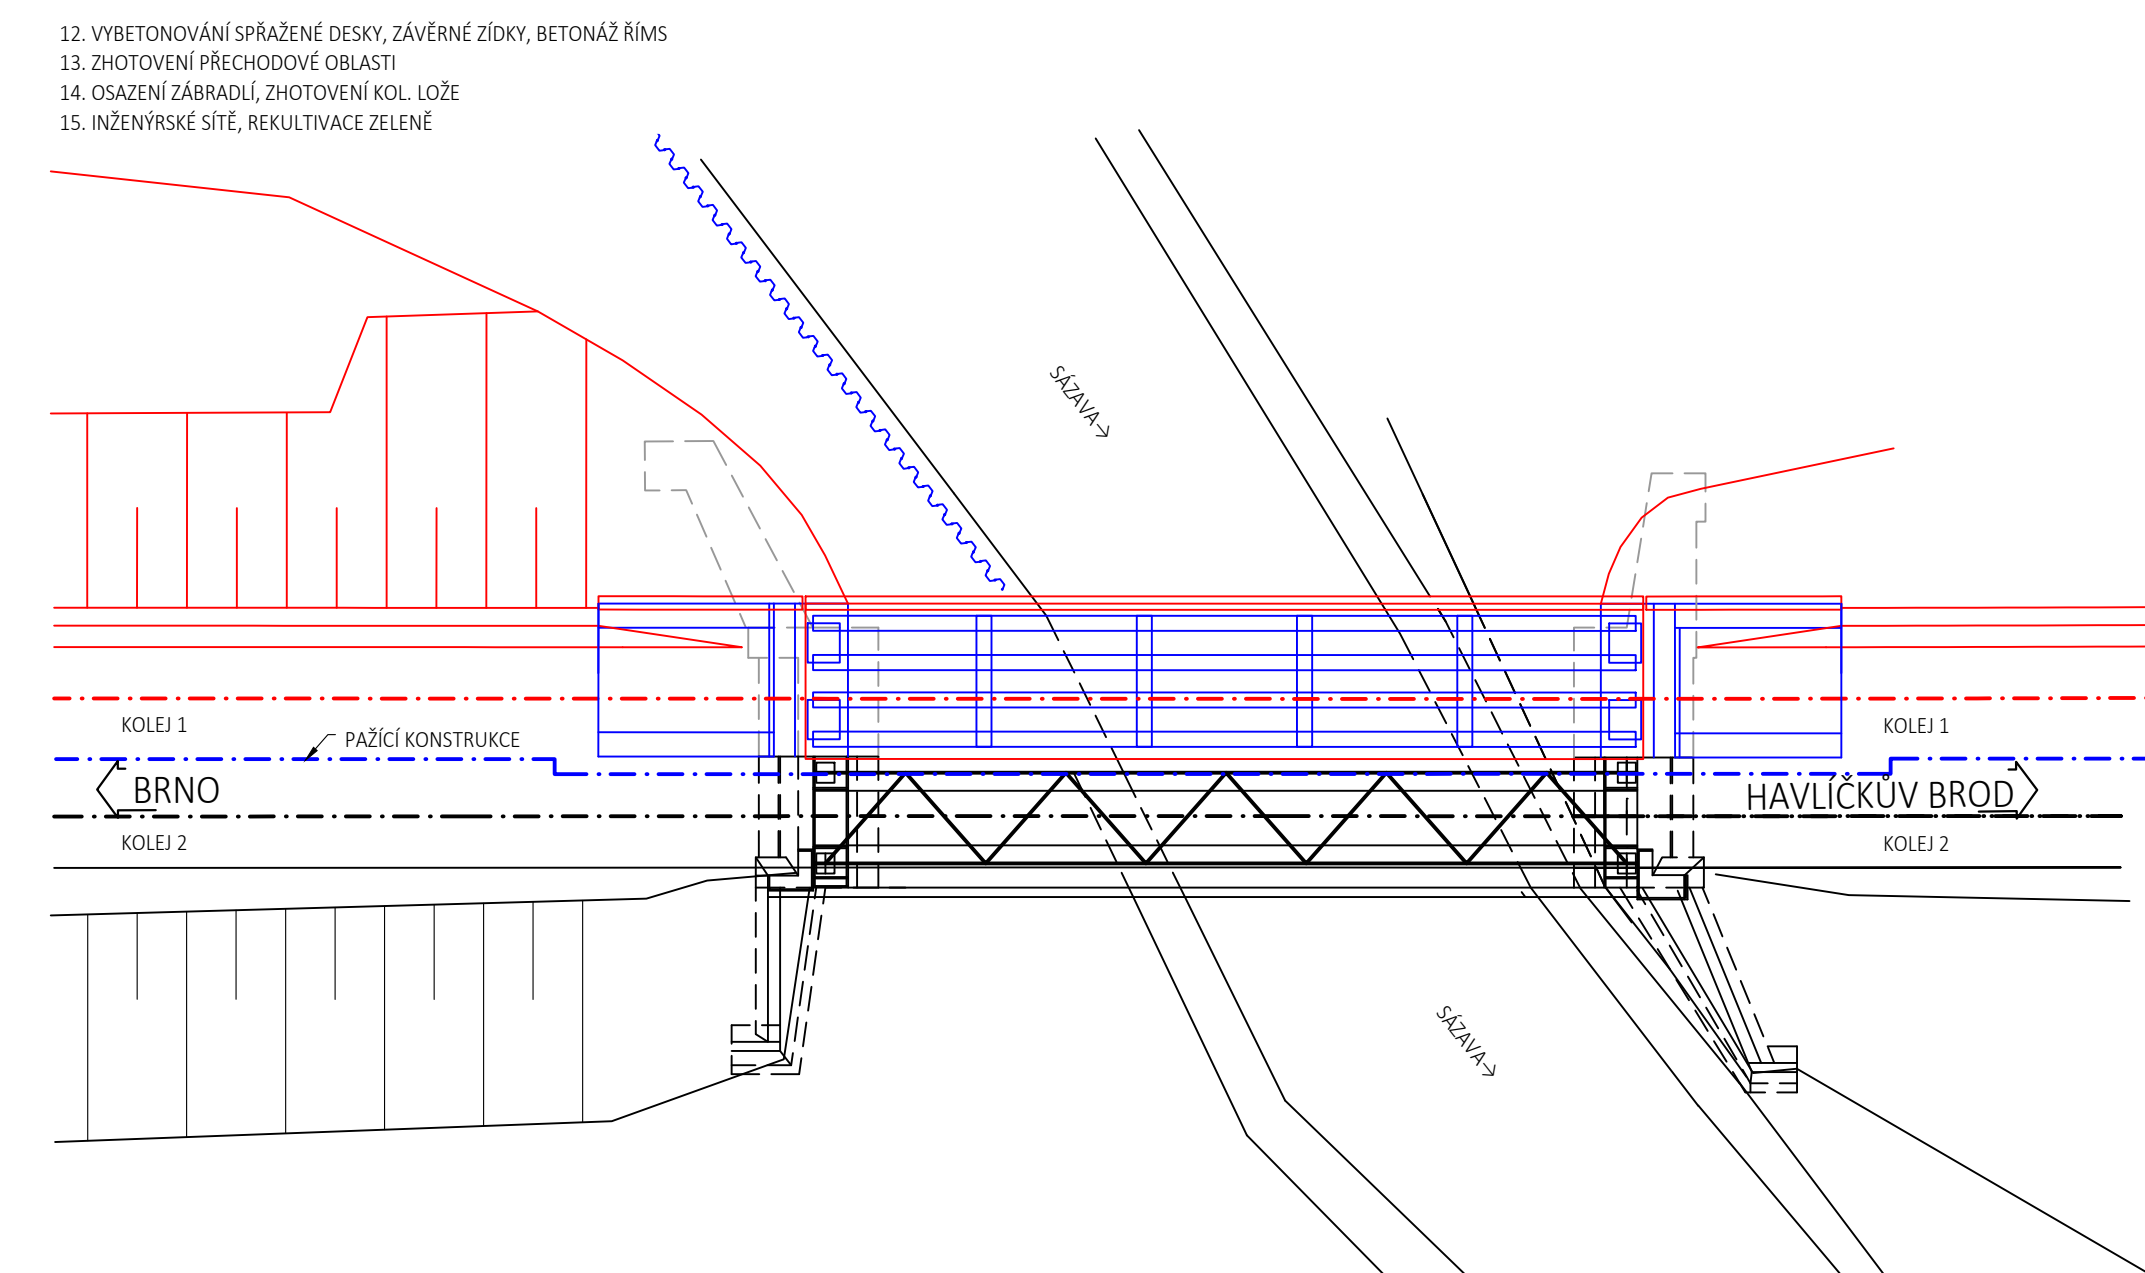 12. VYBETONOVÁNÍ SPŘAŽENÉ DESKY, ZÁVĚRNÉ ZÍDKY, BETONÁŽ ŘÍMS
13. ZHOTOVENÍ PŘECHODOVÉ OBLASTI
14. OSAZENÍ ZÁBRADLÍ, ZHOTOVENÍ KOL. LOŽE
15. INŽENÝRSKÉ SÍTĚ, REKULTIVACE ZELENĚ
SÁZAVA
KOLEJ 1
PAŽÍCÍ KONSTRUKCE
KOLEJ 1
BRNO
HAVLÍČKŮV BROD
KOLEJ 2
KOLEJ 2
SÁZAVA